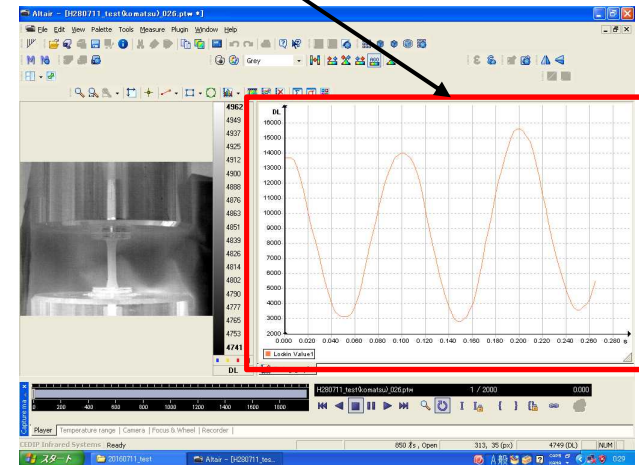 Altair - [H280711_test(komatsu)_026.ptw *]
File Edit View Palette Tools Measure Plugin Window Help
Grey
4962
4949
4937
4925
4912
4900
4888
4876
4863
4851
4839
4826
4814
4802
4790
4777
4765
4753
4741
DL
DL
16000
15000
14000
13000
12000
11000
10000
9000
8000
7000
6000
5000
4000
3000
2000
0.000 0.020 0.040 0.060 0.080 0.100 0.120 0.140 0.160 0.180 0.200 0.220 0.240 0.260 0.280 s
Lockin Value1
0 200 400 600 800 1000 1200 1400 1600 1800
H280711_test(komatsu)_026.ptw 1 / 2000 0.000
Player Temperature range Camera Focus & Wheel Recorder
CEDIP Infrared Systems Ready 313, 35 (px) 4749 (DL) NUM
スタート 20160711_test Altair - [H280711_tes... A 般 CAPS KANA 0:29